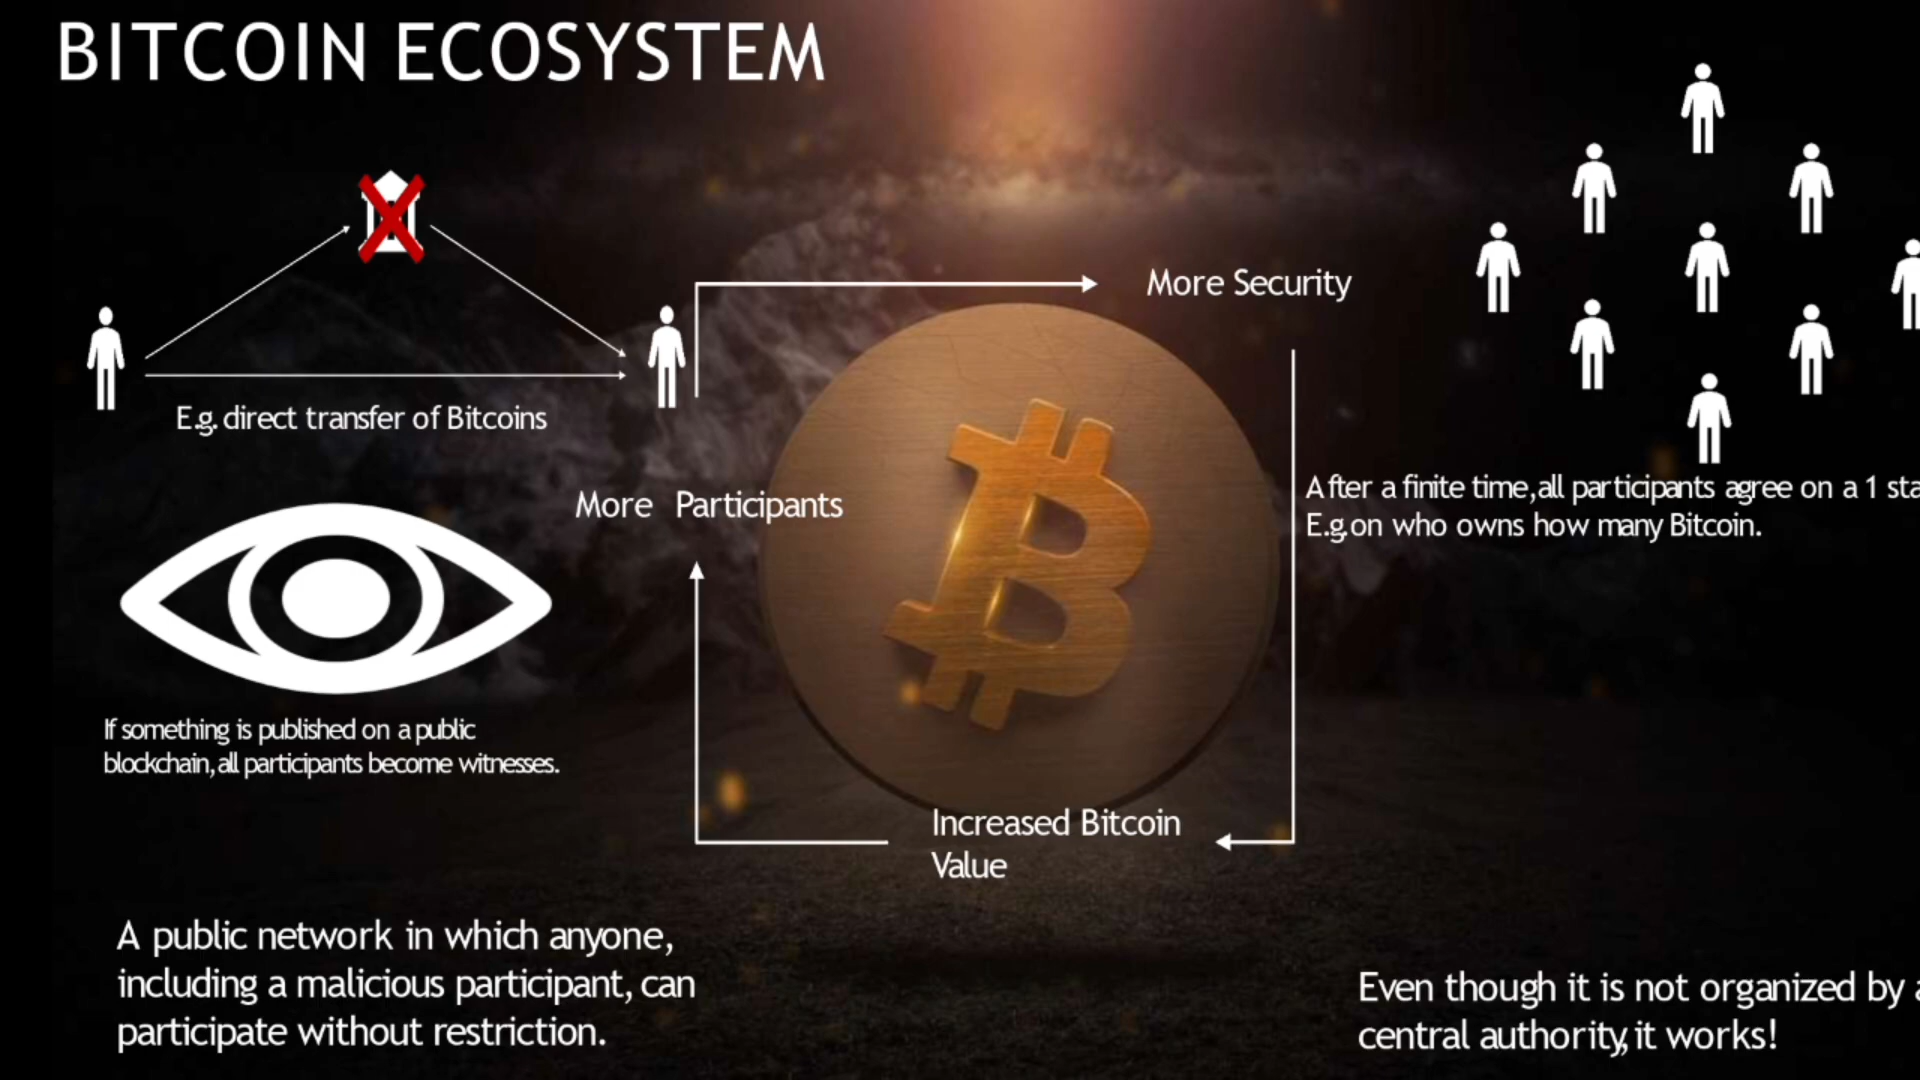 BITCOIN ECOSYSTEM
More Security
E.g. direct transfer of Bitcoins
More Participants
After a finite time, all participants agree on a 1
E.g. on who owns how many Bitcoin.
If something is published on a public
blockchain, all participants become witnesses.
Increased Bitcoin
Value
A public network in which anyone,
including a malicious participant, can
participate without restriction.
Even though it is not organized by
central authority, it works!